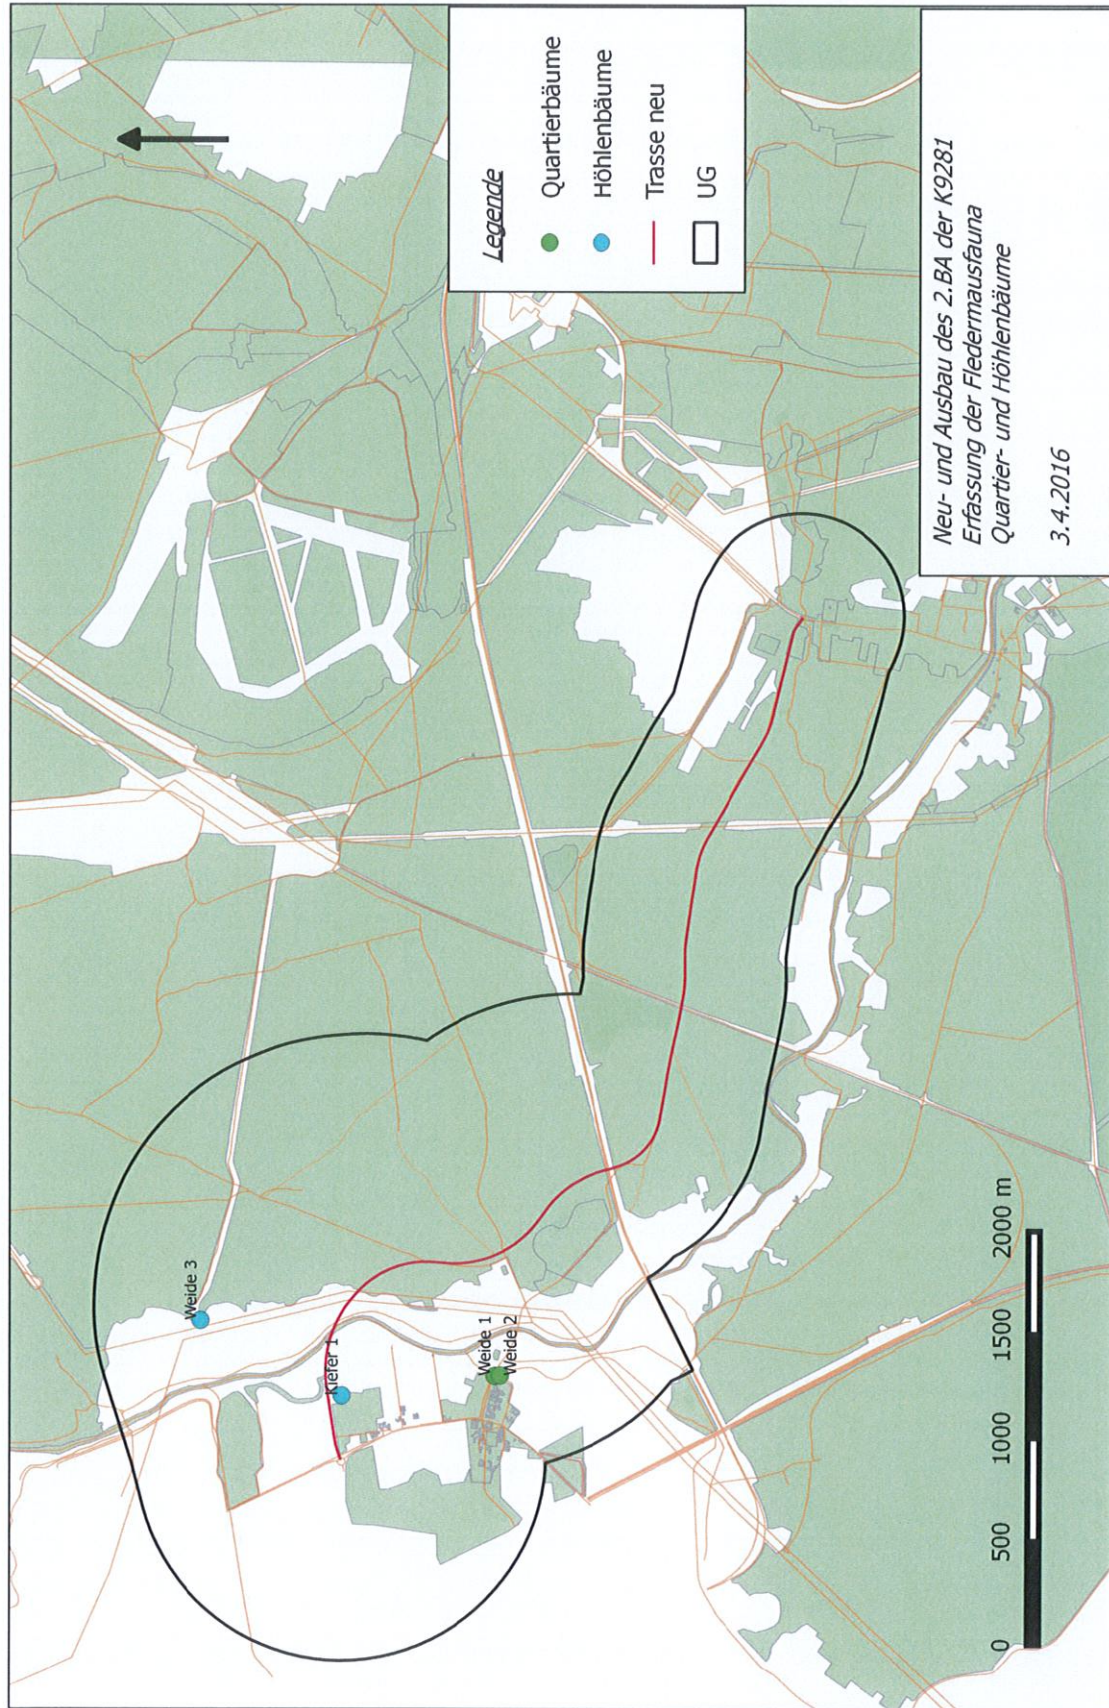 Weide 3
Kiefer 1
Weide 1
Weide 2
Legende
Quartierbäume
Höhlenbäume
Trasse neu
UG
0 500 1000 1500 2000 m
Neu- und Ausbau des 2.BA der K9281
Erfassung der Fledermausfauna
Quartier- und Höhlenbäume
3.4.2016